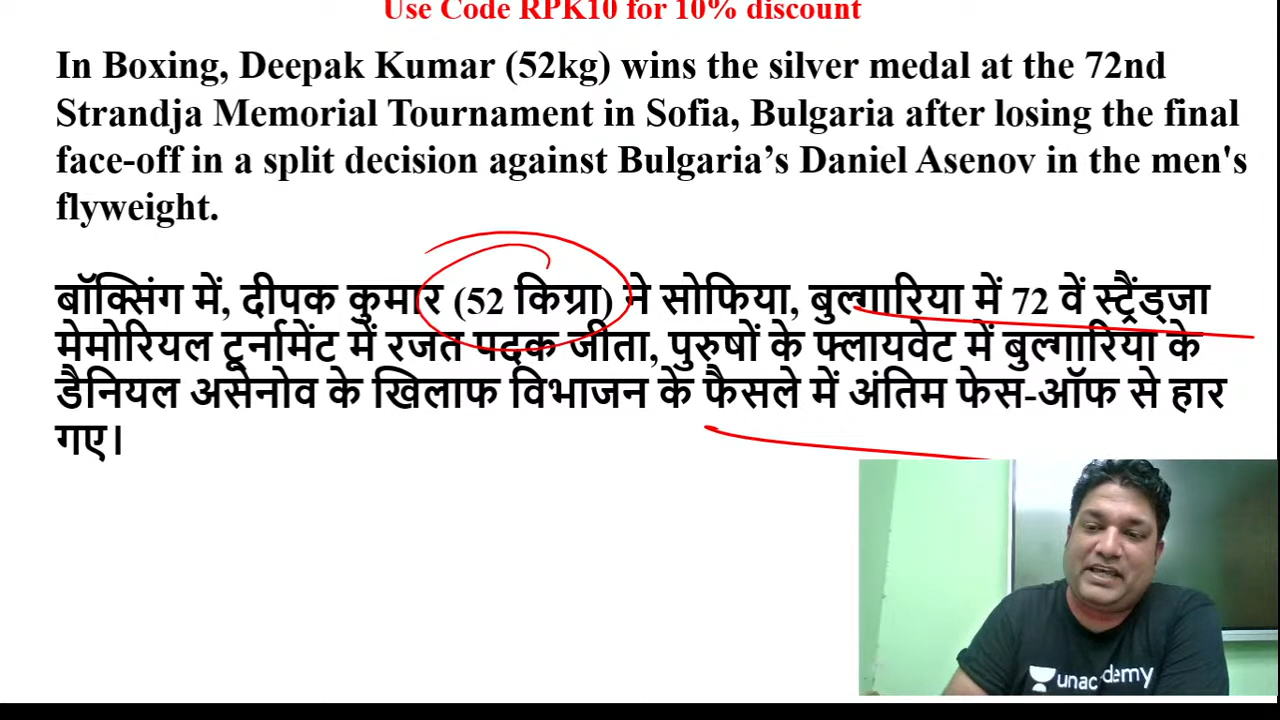 Use Code RPK10 for 10% discount
In Boxing, Deepak Kumar (52kg) wins the silver medal at the 72nd
Strandja Memorial Tournament in Sofia, Bulgaria after losing the final
face-off in a split decision against Bulgaria’s Daniel Asenov in the men's
flyweight.
बॉक्सिंग में, दीपक कुमार (52 किग्रा) ने सोफिया, बुल्गारिया में 72 वें स्ट्रैंड्जा
मेमोरियल टूर्नामेंट में रजत पदक जीता, पुरुषों के फ्लायवेट में बुल्गारिया के
डैनियल असेनोव के खिलाफ विभाजन के फैसले में अंतिम फेस-ऑफ से हार
गए।
unacademy